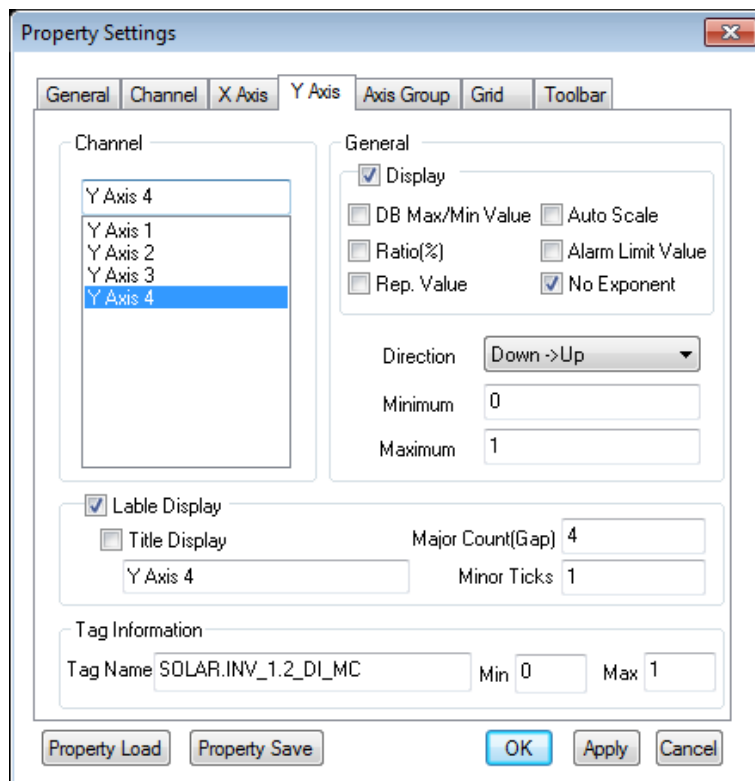 Property Settings
General Channel X Axis Y Axis Axis Group Grid Toolbar
Channel
Y Axis 4
Y Axis 1
Y Axis 2
Y Axis 3
Y Axis 4
General
Display
DB Max/Min Value Auto Scale
Ratio(%) Alarm Limit Value
Rep. Value No Exponent
Direction Down ->Up
Minimum 0
Maximum 1
Lable Display
Title Display Major Count(Gap) 4
Y Axis 4 Minor Ticks 1
Tag Information
Tag Name SOLAR.INV_1.2_DI_MC Min 0 Max 1
Property Load Property Save OK Apply Cancel